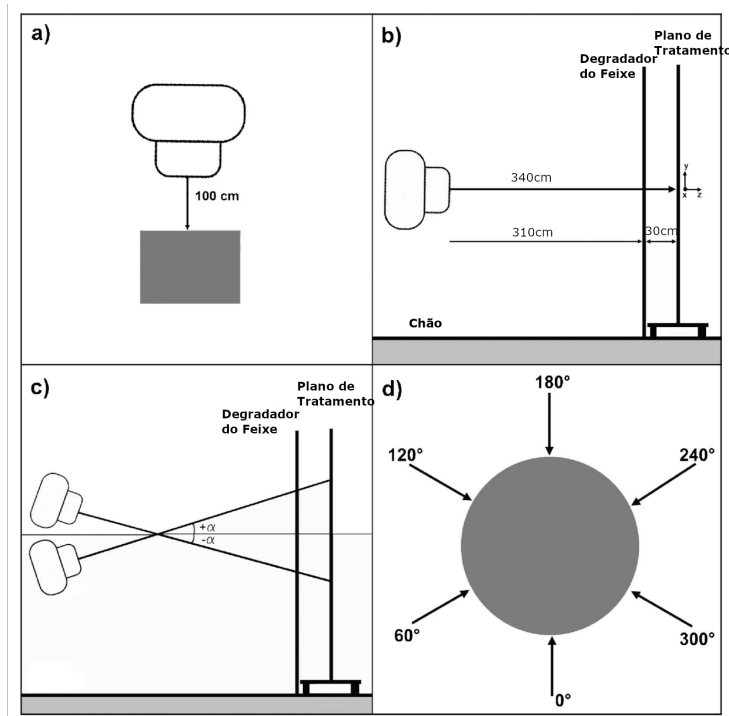 a)
100 cm
b)
Plano de
Tratamento
Degradador
do Feixe
340cm
y
x
z
310cm
30cm
Chão
c)
Plano de
Tratamento
Degradador
do Feixe
+α
-α
d)
180°
120°
240°
60°
300°
0°